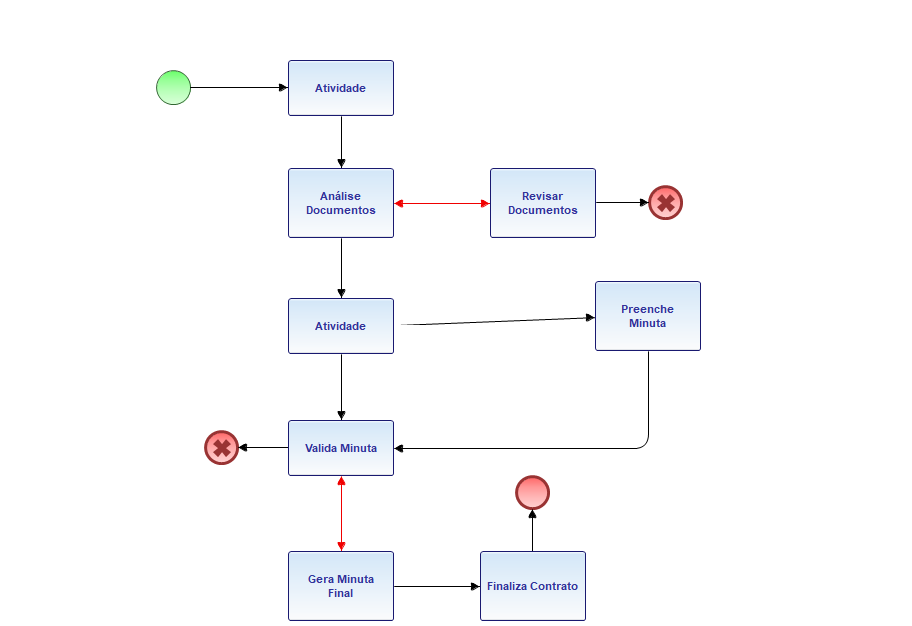 Atividade
Análise
Documentos
Revisar
Documentos
Atividade
Preenche
Minuta
Valida Minuta
Gera Minuta
Final
Finaliza Contrato